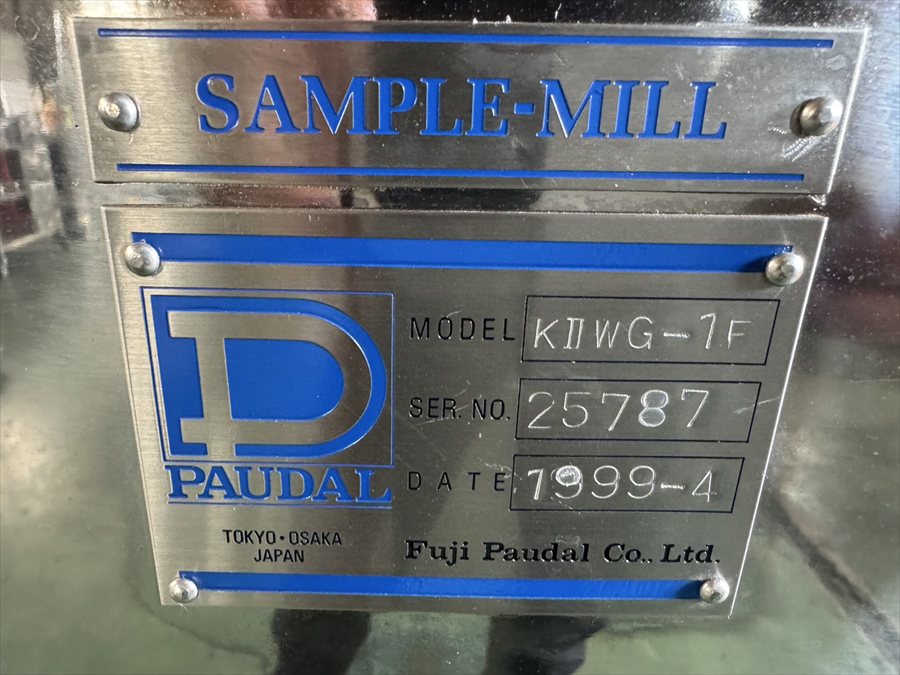 SAMPLE-MILL
MODEL KⅡWG-1F
SER. NO. 25787
DATE 1999-4
PAUDAL
TOKYO・OSAKA
JAPAN
Fuji Paudal Co., Ltd.